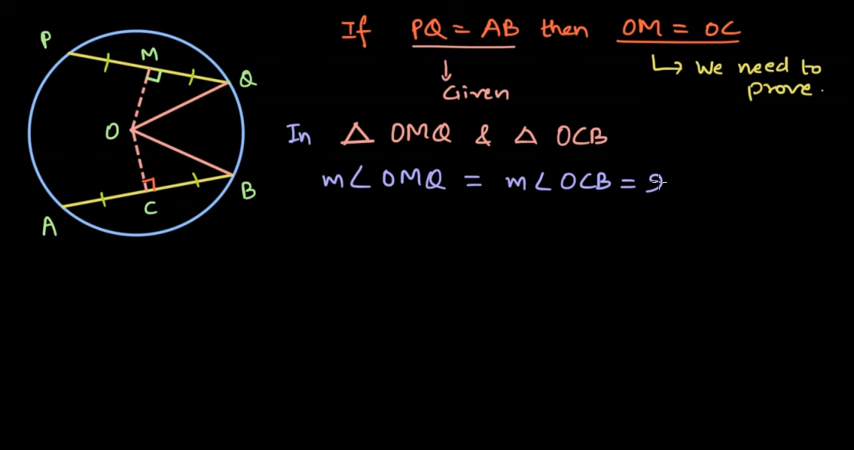 If PQ = AB then OM = OC
↓
Given
↳ We need to
prove.
P
M
Q
O
A
C
B
In △ OMQ & △ OCB
m∠ OMQ = m∠ OCB = 9